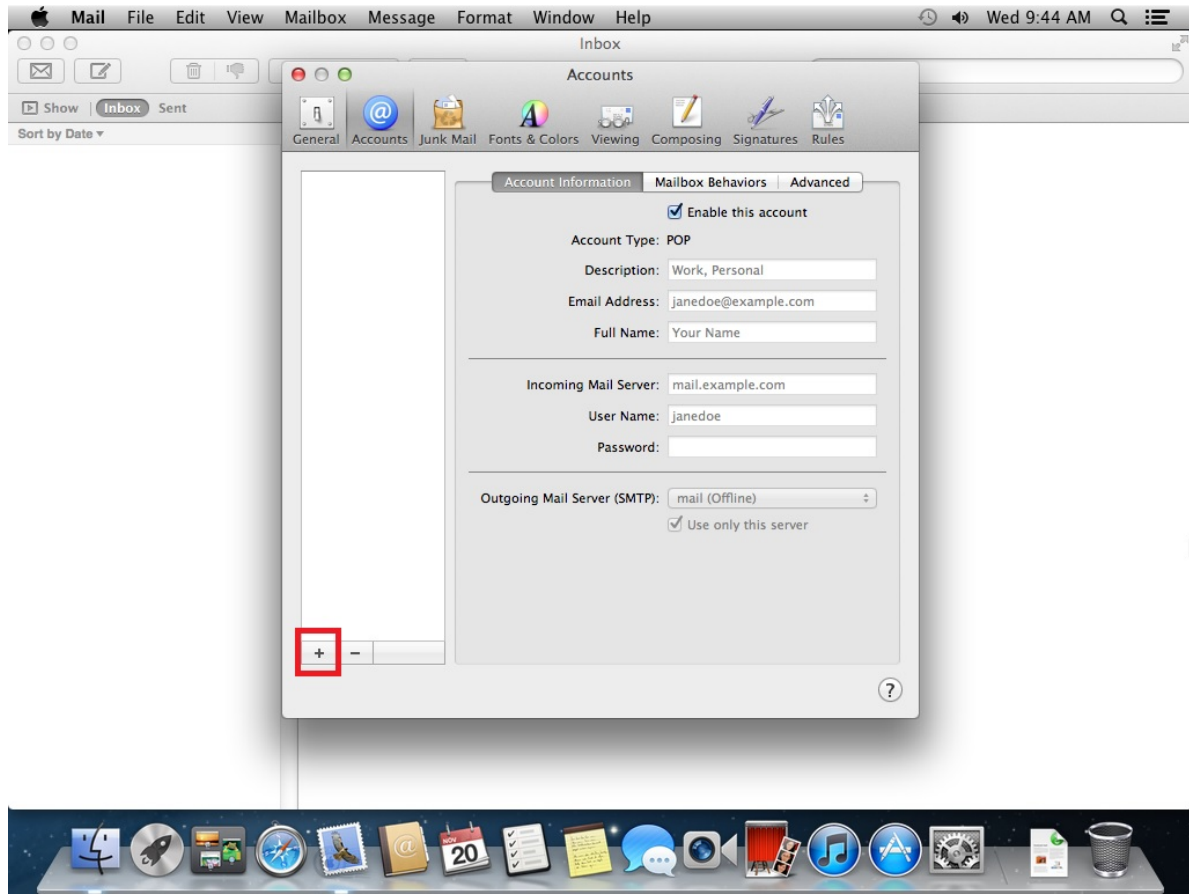 Mail File Edit View Mailbox Message Format Window Help Wed 9:44 AM
Inbox
Accounts
Show Inbox Sent
Sort by Date
General Accounts Junk Mail Fonts & Colors Viewing Composing Signatures Rules
Account Information Mailbox Behaviors Advanced
Enable this account
Account Type: POP
Description: Work, Personal
Email Address: janedoe@example.com
Full Name: Your Name
Incoming Mail Server: mail.example.com
User Name: janedoe
Password:
Outgoing Mail Server (SMTP): mail (Offline)
Use only this server
+ −
?
NOV
20